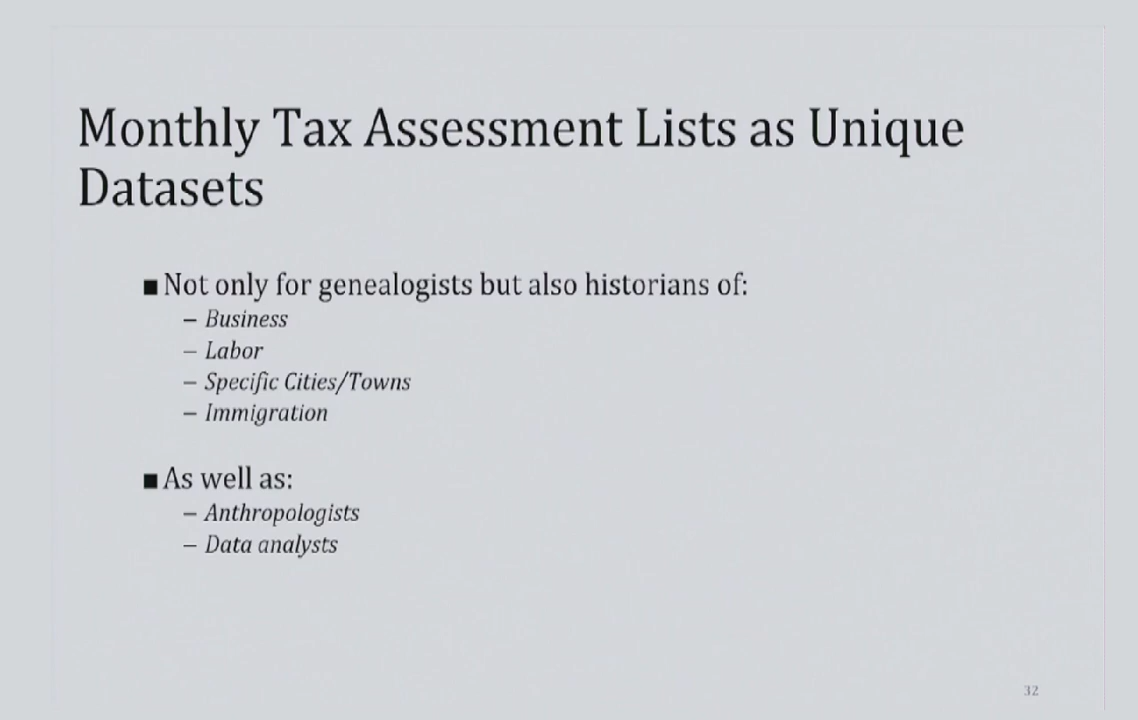 Monthly Tax Assessment Lists as Unique
Datasets
■ Not only for genealogists but also historians of:
– Business
– Labor
– Specific Cities/Towns
– Immigration
■ As well as:
– Anthropologists
– Data analysts
32